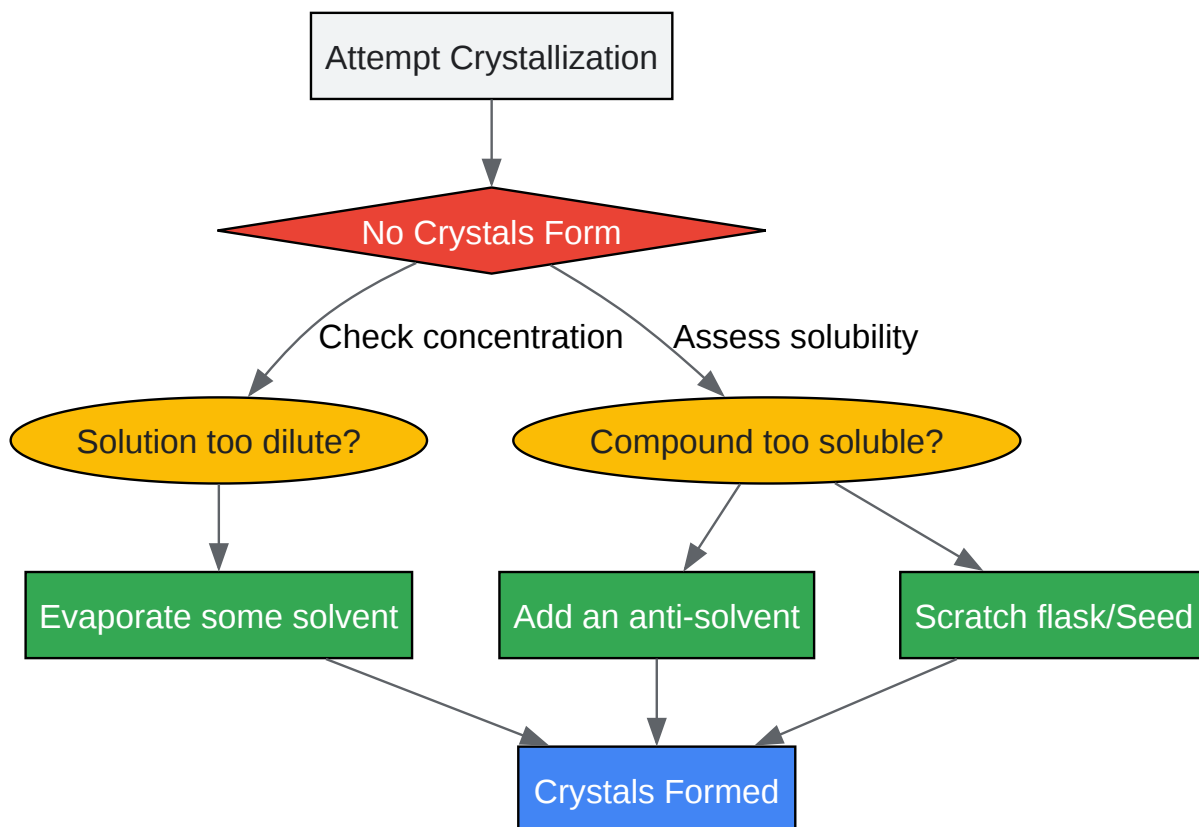 Attempt Crystallization
No Crystals Form
Check concentration
Assess solubility
Solution too dilute?
Compound too soluble?
Evaporate some solvent
Add an anti-solvent
Scratch flask/Seed
Crystals Formed